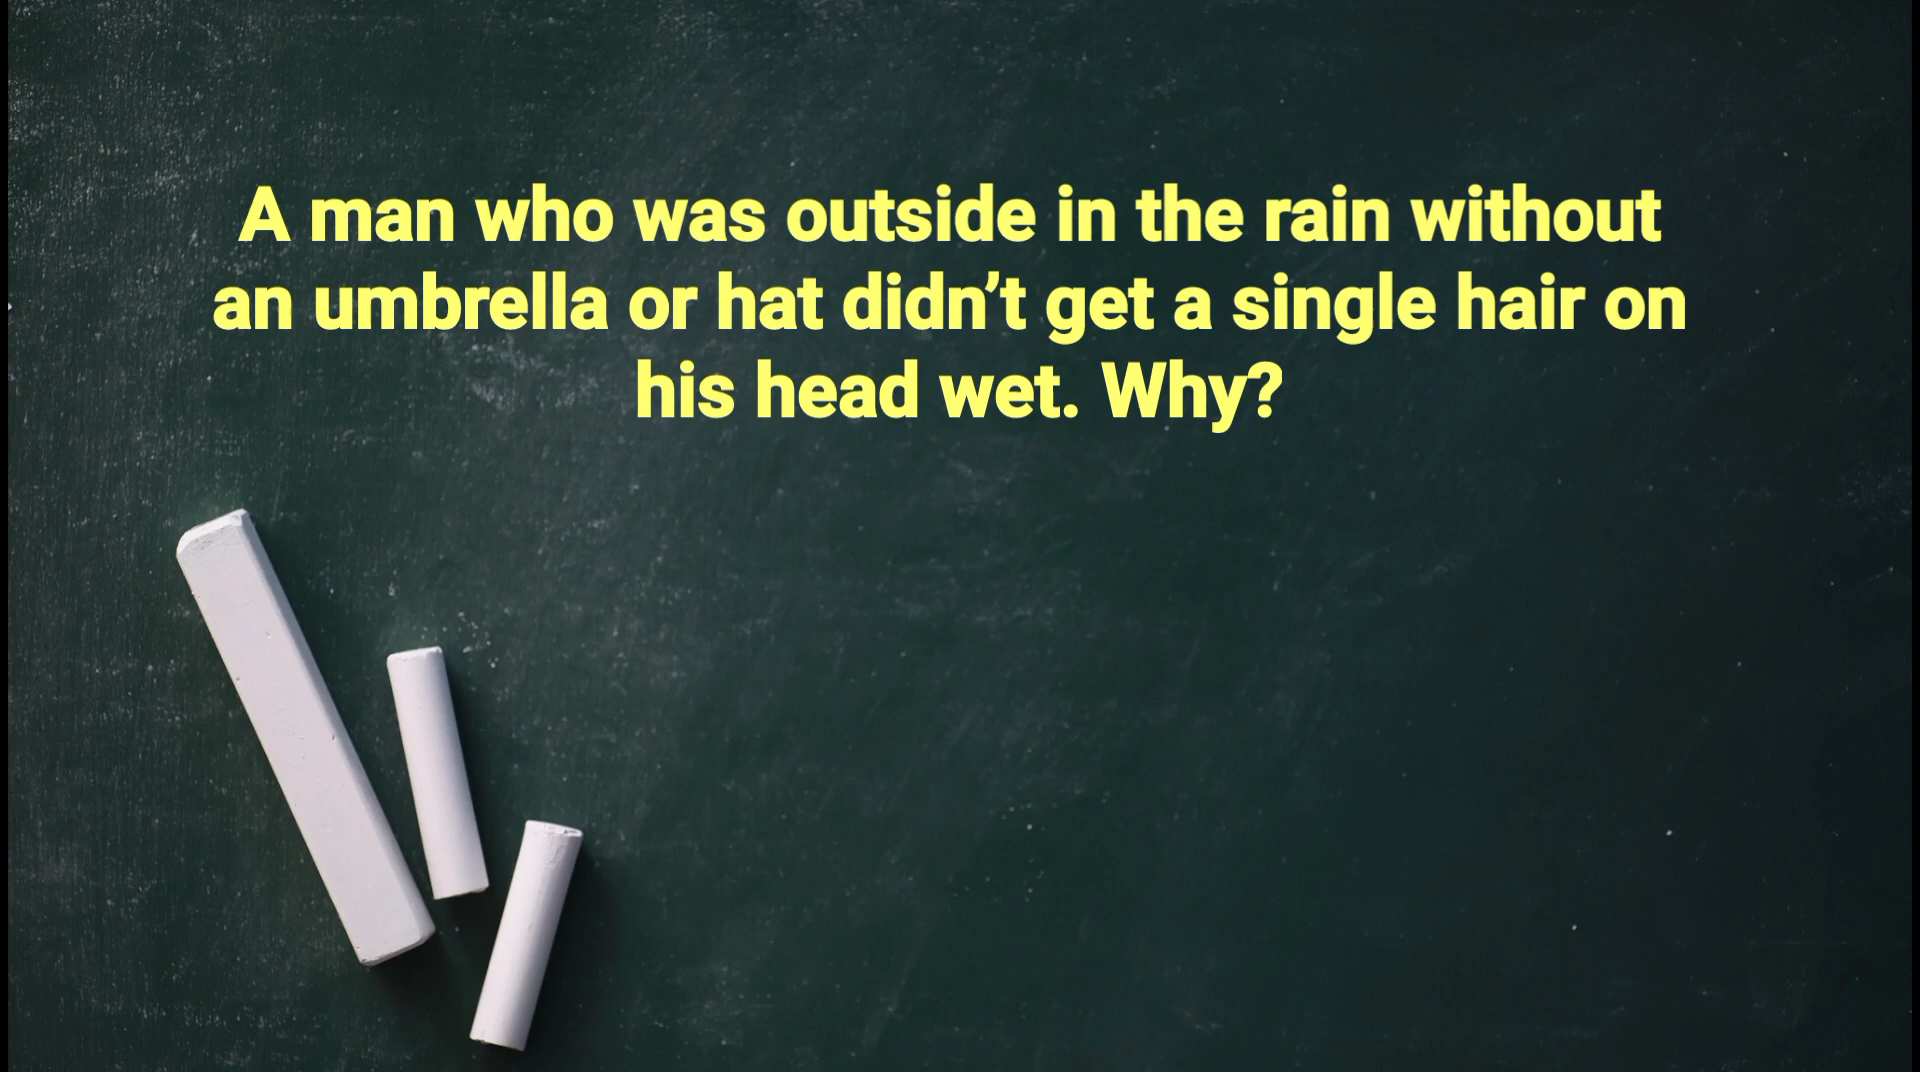 A man who was outside in the rain without
an umbrella or hat didn’t get a single hair on
his head wet. Why?